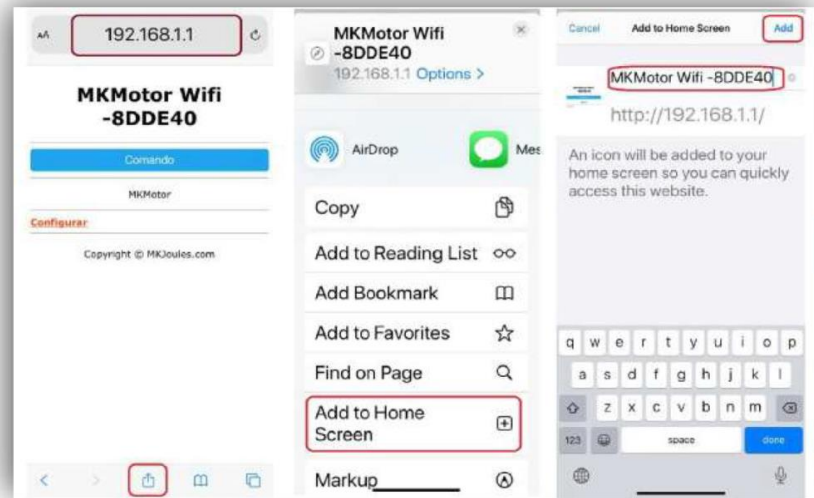 AA 192.168.1.1
MKMotor Wifi
-8DDE40
Comando
MKMotor
Configurar
Copyright © MKJoules.com
MKMotor Wifi
-8DDE40
192.168.1.1 Options >
AirDrop
Mes
Copy
Add to Reading List
Add Bookmark
Add to Favorites
Find on Page
Add to Home
Screen
Markup
Cancel Add to Home Screen Add
MKMotor Wifi -8DDE40
http://192.168.1.1/
An icon will be added to your
home screen so you can quickly
access this website.
q w e r t y u i o p
a s d f g h j k l
z x c v b n m
123 space done